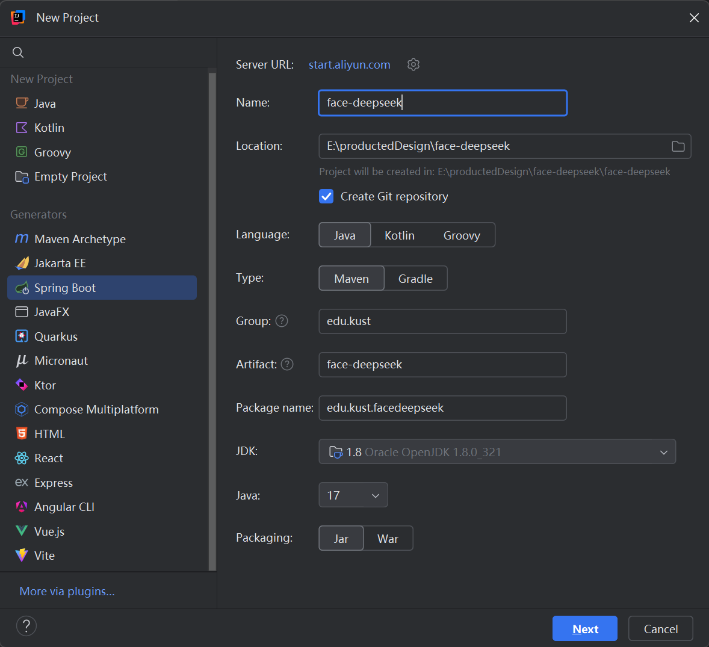 New Project
New Project
Java
Kotlin
Groovy
Empty Project
Generators
Maven Archetype
Jakarta EE
Spring Boot
JavaFX
Quarkus
Micronaut
Ktor
Compose Multiplatform
HTML
React
Express
Angular CLI
Vue.js
Vite
More via plugins...
Server URL: start.aliyun.com
Name: face-deepseek
Location: E:\productedDesign\face-deepseek
Project will be created in: E:\productedDesign\face-deepseek\face-deepseek
Create Git repository
Language: Java Kotlin Groovy
Type: Maven Gradle
Group: ? edu.kust
Artifact: ? face-deepseek
Package name: edu.kust.facedeepseek
JDK: 1.8 Oracle OpenJDK 1.8.0_321
Java: 17
Packaging: Jar War
? Next Cancel